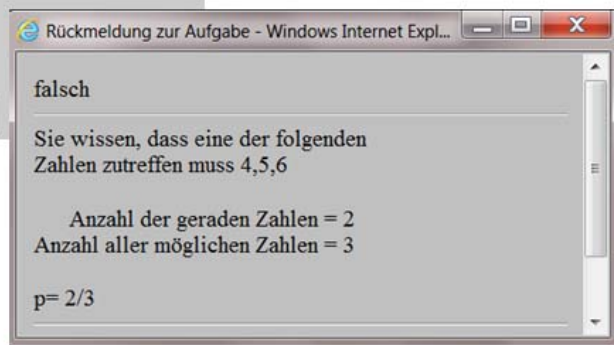 Rückmeldung zur Aufgabe - Windows Internet Expl...
falsch
Sie wissen, dass eine der folgenden
Zahlen zutreffen muss 4,5,6
Anzahl der geraden Zahlen = 2
Anzahl aller möglichen Zahlen = 3
p= 2/3